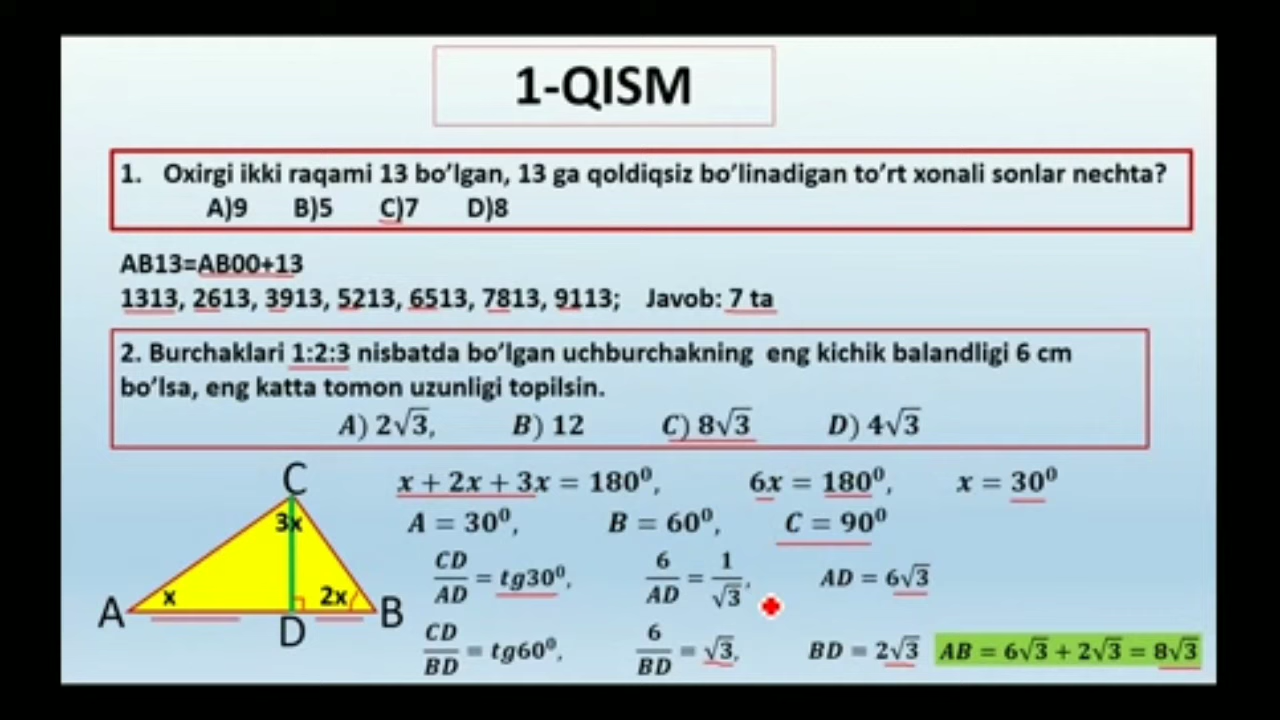 1-QISM
1. Oxirgi ikki raqami 13 bo’lgan, 13 ga qoldiqsiz bo’linadigan to’rt xonali sonlar nechta?
A)9 B)5 C)7 D)8
AB13=AB00+13
1313, 2613, 3913, 5213, 6513, 7813, 9113; Javob: 7 ta
2. Burchaklari 1:2:3 nisbatda bo’lgan uchburchakning eng kichik balandligi 6 cm
bo’lsa, eng katta tomon uzunligi topilsin.
A) 2√3, B) 12 C) 8√3 D) 4√3
C
3x
A
x
2x
B
D
x + 2x + 3x = 180⁰, 6x = 180⁰, x = 30⁰
A = 30⁰, B = 60⁰, C = 90⁰
CD/AD = tg30⁰, 6/AD = 1/√3, AD = 6√3
CD/BD = tg60⁰, 6/BD = √3, BD = 2√3 AB = 6√3 + 2√3 = 8√3